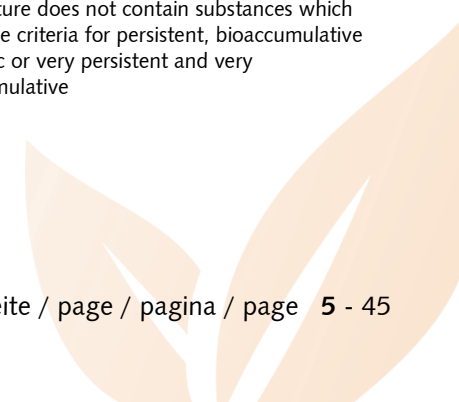 ture does not contain substances which
e criteria for persistent, bioaccumulative
c or very persistent and very
mulative
eite / page / pagina / page 5 - 45